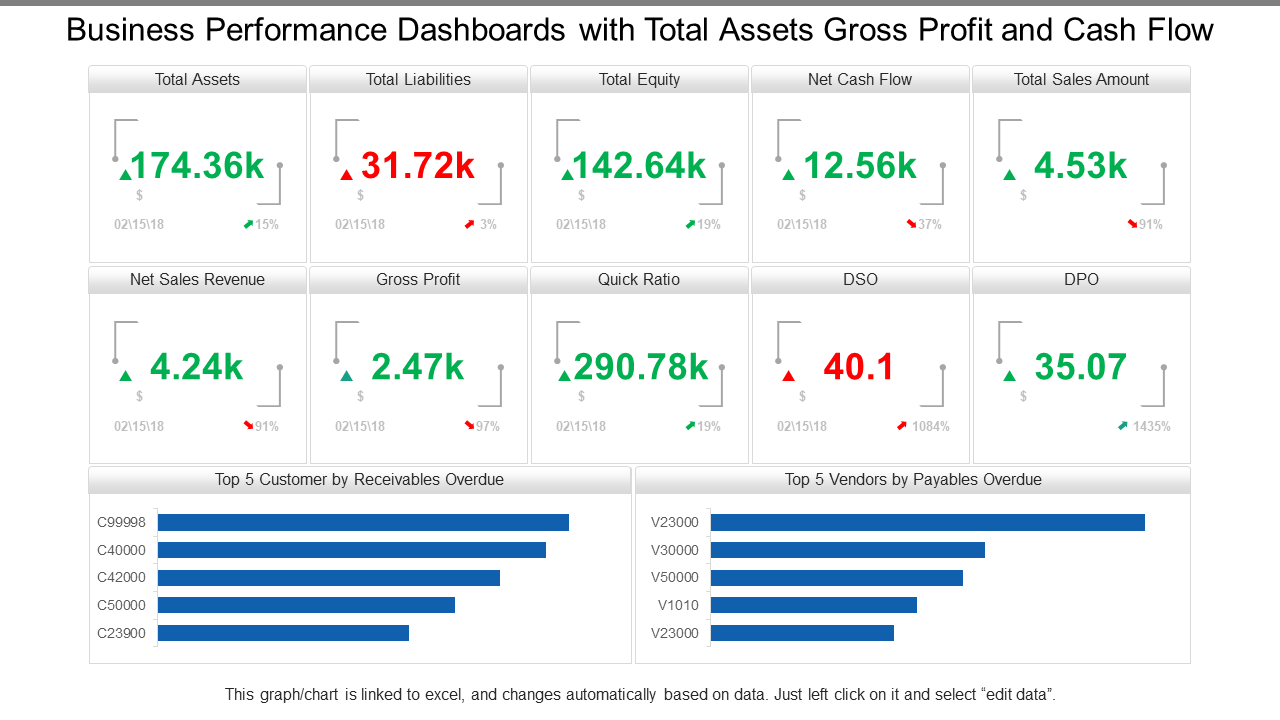 Business Performance Dashboards with Total Assets Gross Profit and Cash Flow
Total Assets
174.36k
$
02\15\18 15%
Total Liabilities
31.72k
$
02\15\18 3%
Total Equity
142.64k
$
02\15\18 19%
Net Cash Flow
12.56k
$
02\15\18 37%
Total Sales Amount
4.53k
$
91%
Net Sales Revenue
4.24k
$
02\15\18 91%
Gross Profit
2.47k
$
02\15\18 97%
Quick Ratio
290.78k
$
02\15\18 19%
DSO
40.1
$
02\15\18 1084%
DPO
35.07
$
1435%
Top 5 Customer by Receivables Overdue
C99998
C40000
C42000
C50000
C23900
Top 5 Vendors by Payables Overdue
V23000
V30000
V50000
V1010
V23000
This graph/chart is linked to excel, and changes automatically based on data. Just left click on it and select “edit data”.